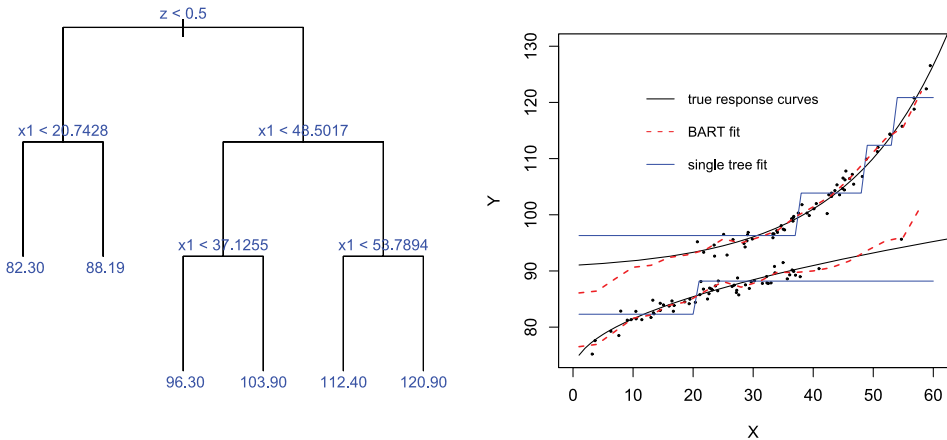 z < 0.5
x1 < 20.7428
x1 < 48.5017
82.30
88.19
x1 < 37.1255
x1 < 53.7894
96.30
103.90
112.40
120.90
true response curves
BART fit
single tree fit
Y
80
90
100
110
120
130
0
10
20
30
40
50
60
X